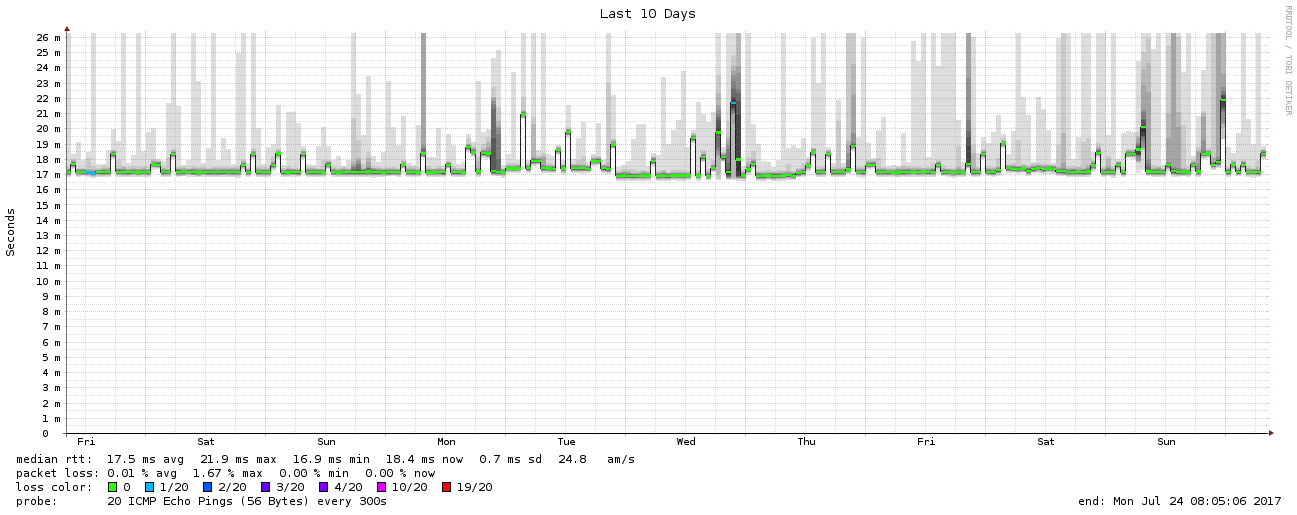 Last 10 Days
RRDTOOL / TOBI OETIKER
Seconds
26 m
25 m
24 m
23 m
22 m
21 m
20 m
19 m
18 m
17 m
16 m
15 m
14 m
13 m
12 m
11 m
10 m
9 m
8 m
7 m
6 m
5 m
4 m
3 m
2 m
1 m
0
Fri Sat Sun Mon Tue Wed Thu Fri Sat Sun
median rtt: 17.5 ms avg 21.9 ms max 16.9 ms min 18.4 ms now 0.7 ms sd 24.8 am/s
packet loss: 0.01 % avg 1.67 % max 0.00 % min 0.00 % now
loss color: 0 1/20 2/20 3/20 4/20 10/20 19/20
probe: 20 ICMP Echo Pings (56 Bytes) every 300s end: Mon Jul 24 08:05:06 2017